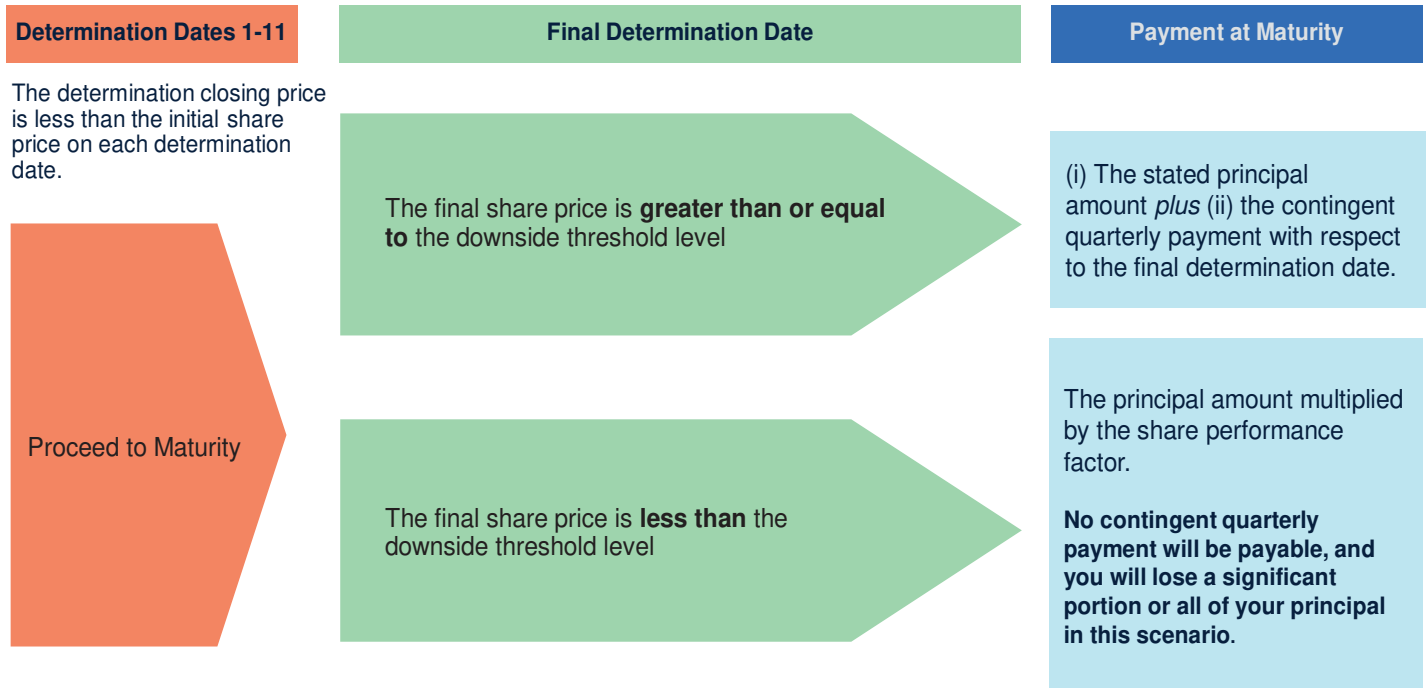 Determination Dates 1-11
Final Determination Date
Payment at Maturity
The determination closing price
is less than the initial share
price on each determination
date.
Proceed to Maturity
The final share price is greater than or equal
to the downside threshold level
(i) The stated principal
amount plus (ii) the contingent
quarterly payment with respect
to the final determination date.
The final share price is less than the
downside threshold level
The principal amount multiplied
by the share performance
factor.
No contingent quarterly
payment will be payable, and
you will lose a significant
portion or all of your principal
in this scenario.